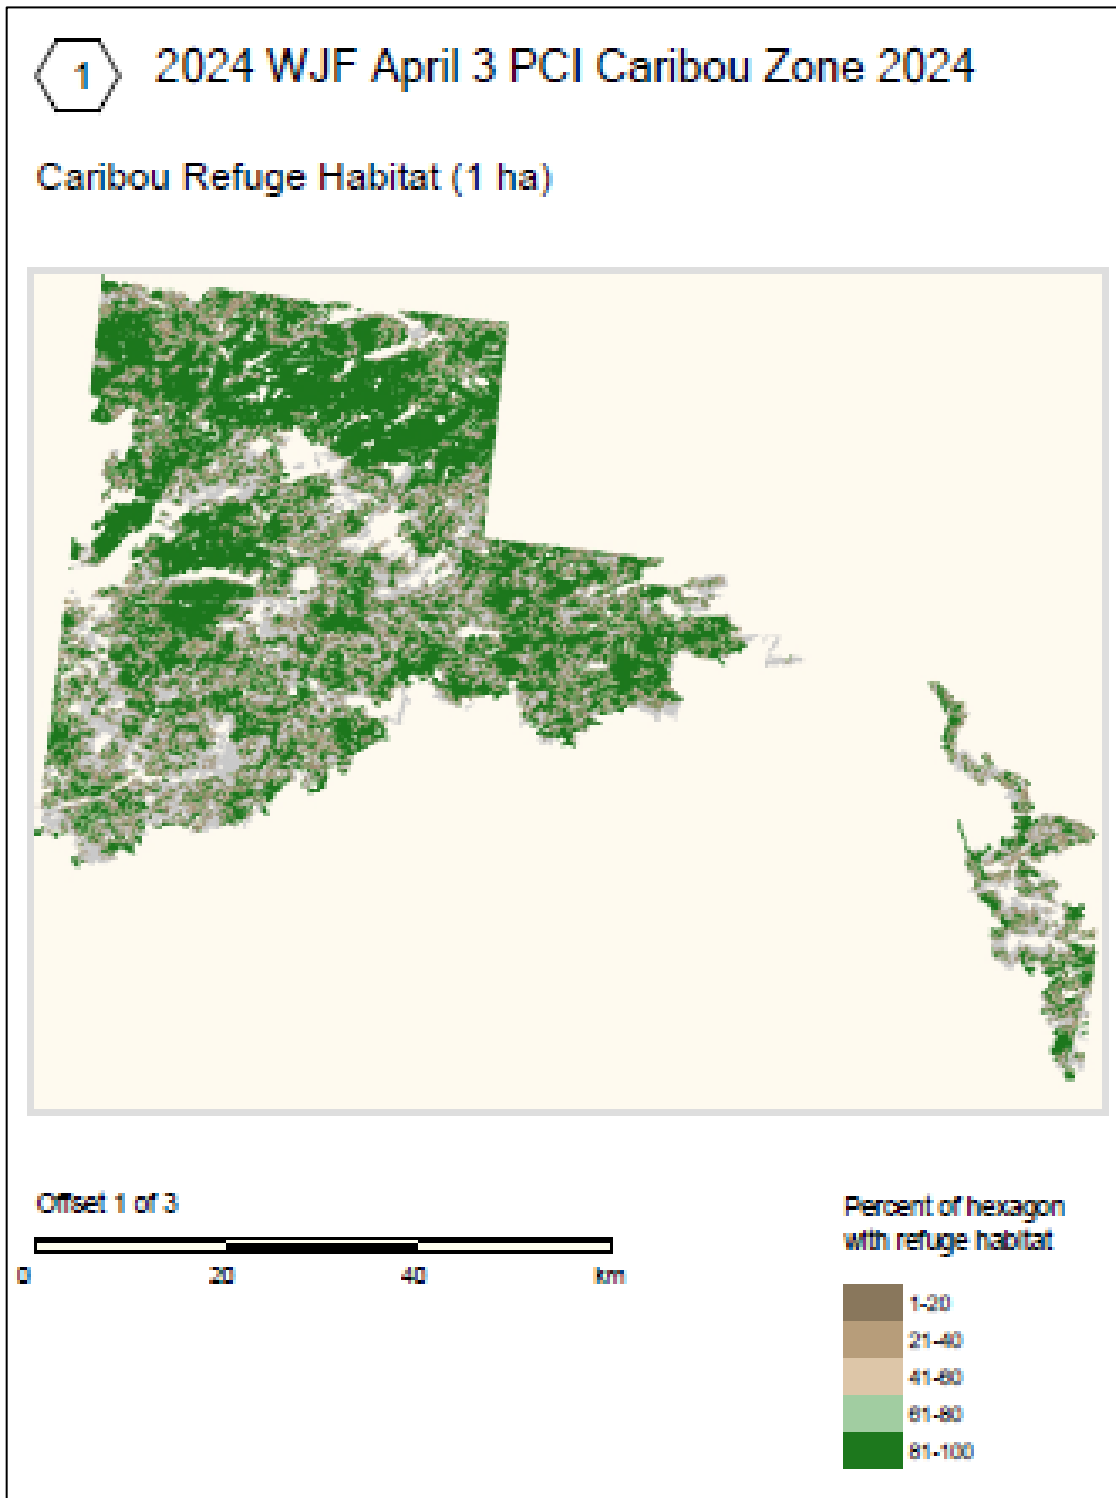 1
2024 WJF April 3 PCI Caribou Zone 2024
Caribou Refuge Habitat (1 ha)
Offset 1 of 3
0 20 40 km
Percent of hexagon
with refuge habitat
1-20
21-40
41-60
61-80
81-100